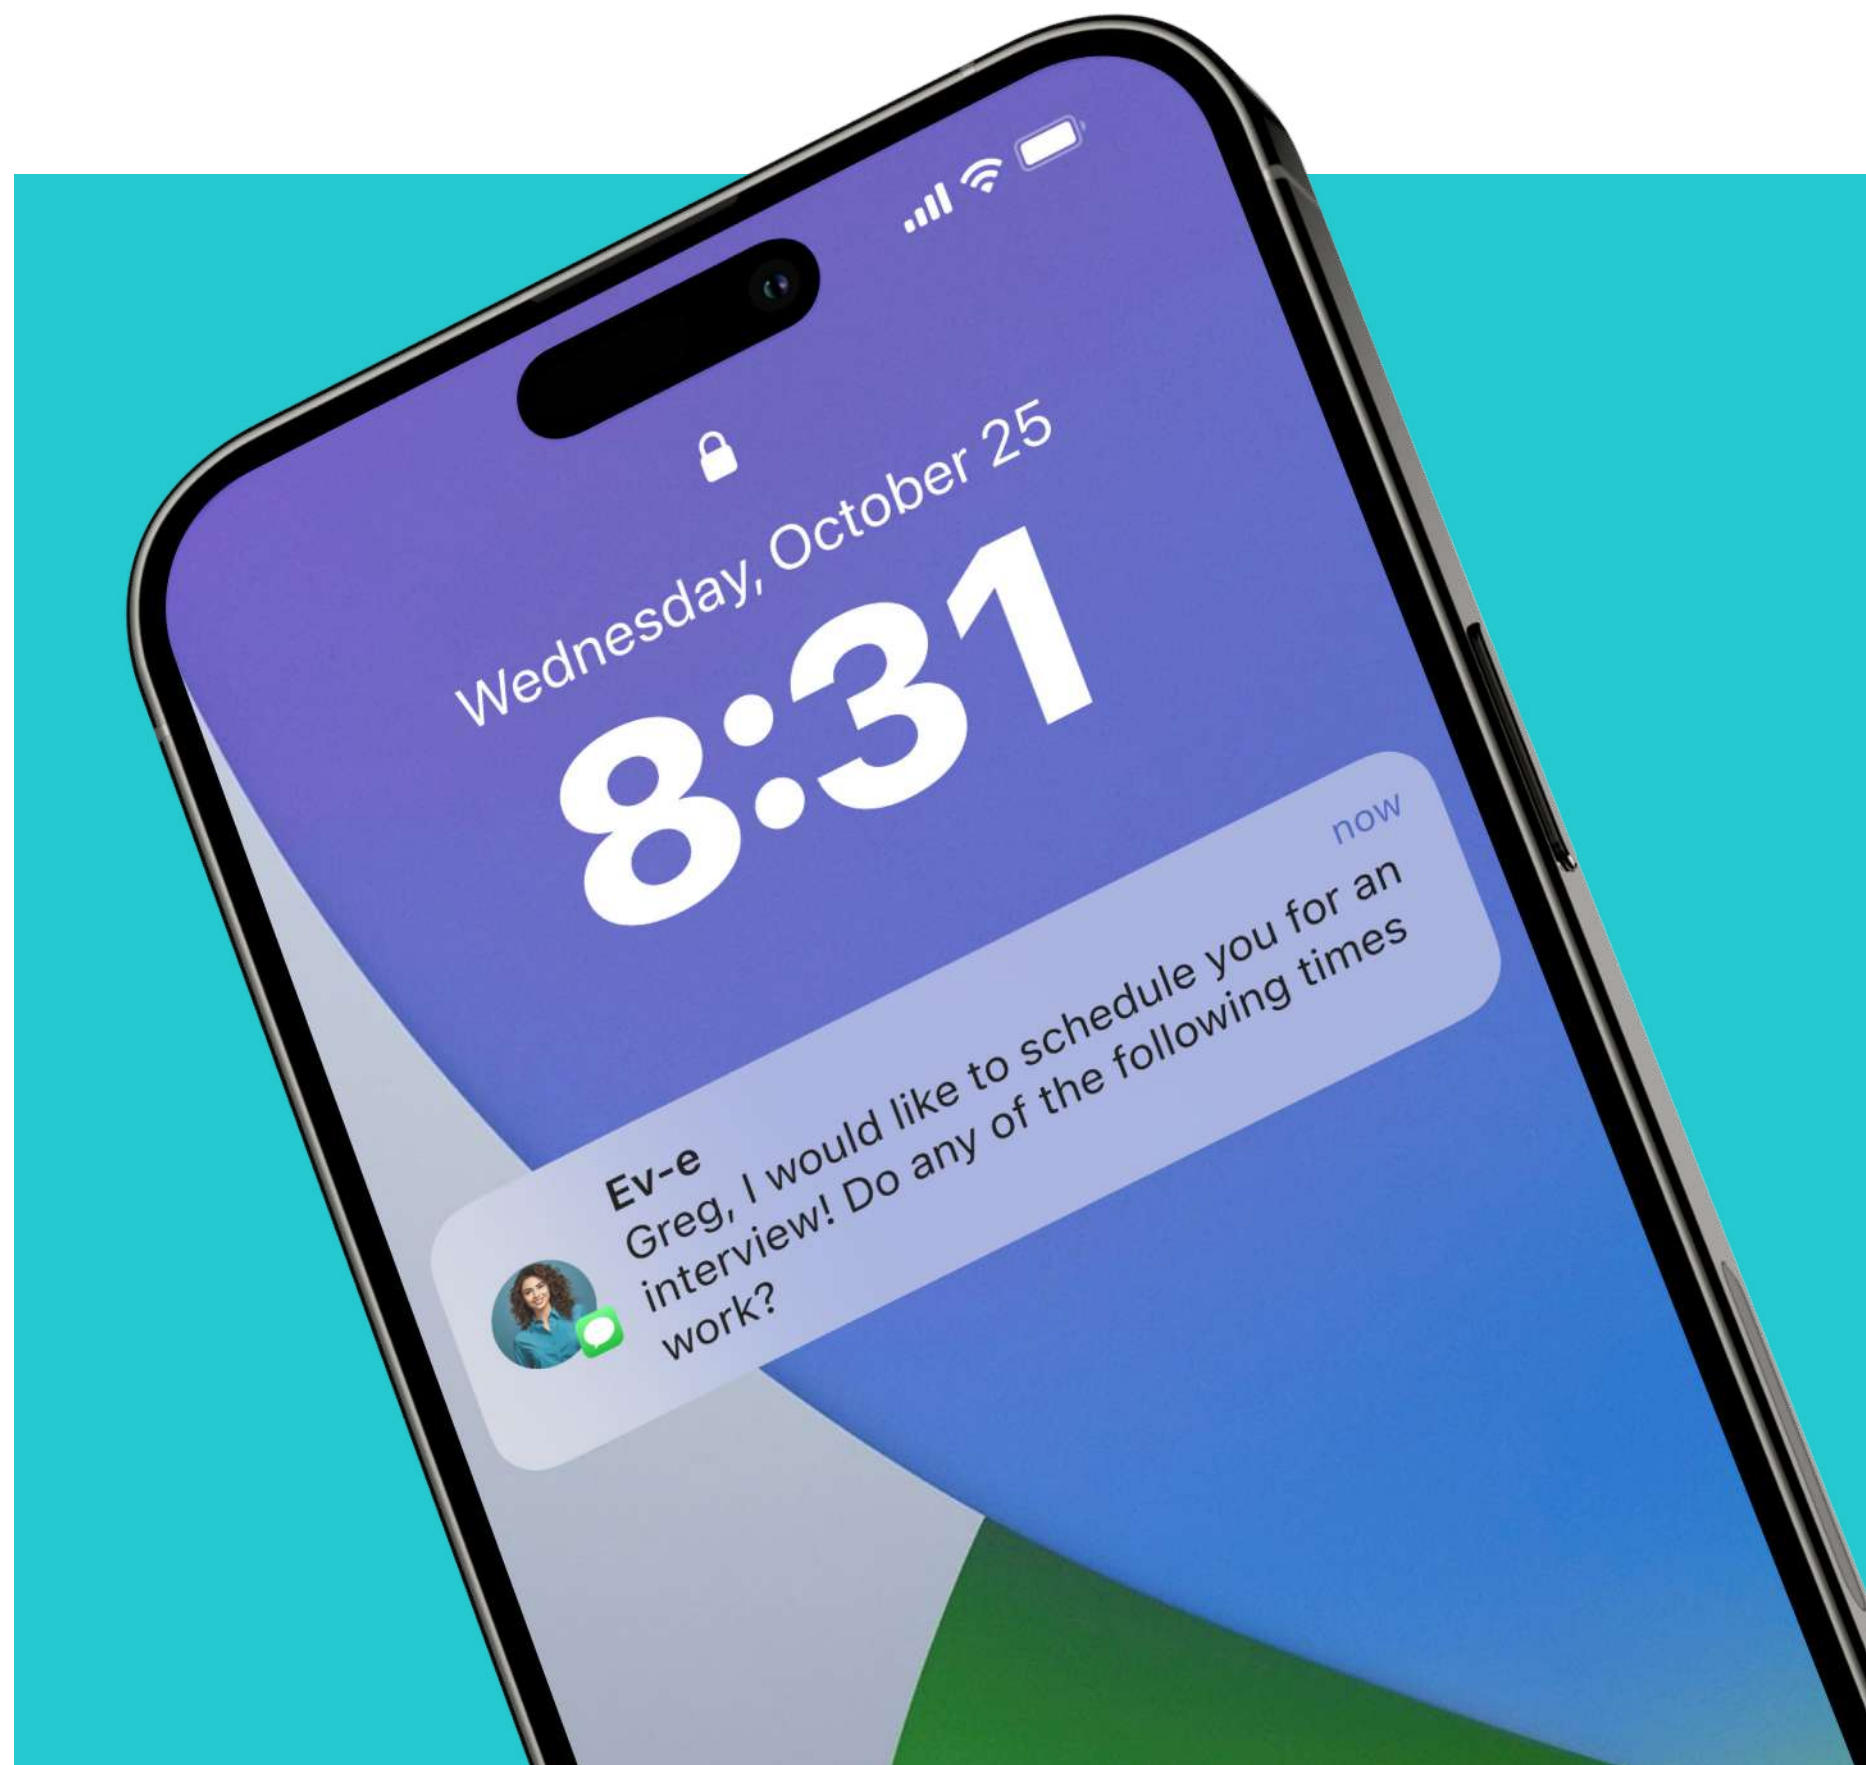 Wednesday, October 25
8:31
now
Ev-e
Greg, I would like to schedule you for an
interview! Do any of the following times
work?